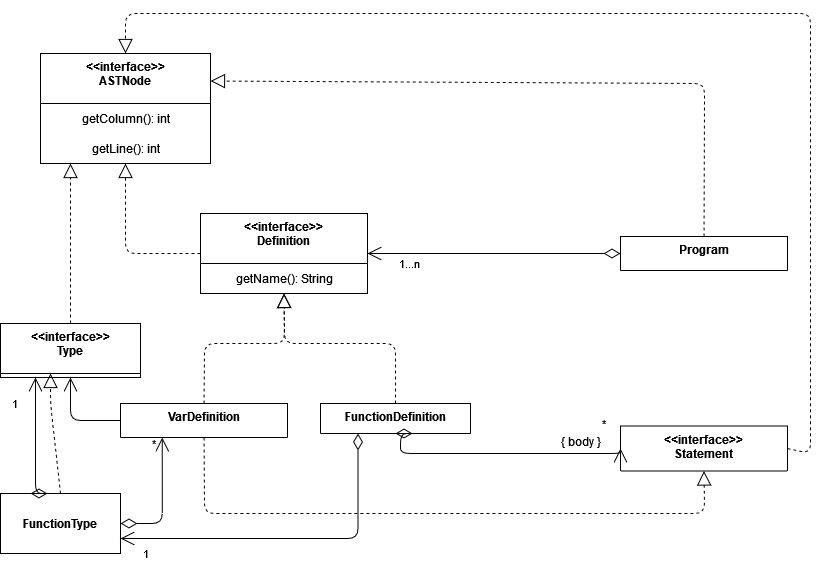 <<interface>>
ASTNode
getColumn(): int
getLine(): int
<<interface>>
Definition
getName(): String
Program
1...n
<<interface>>
Type
1
VarDefinition
*
FunctionDefinition
*
{ body }
<<interface>>
Statement
FunctionType
1